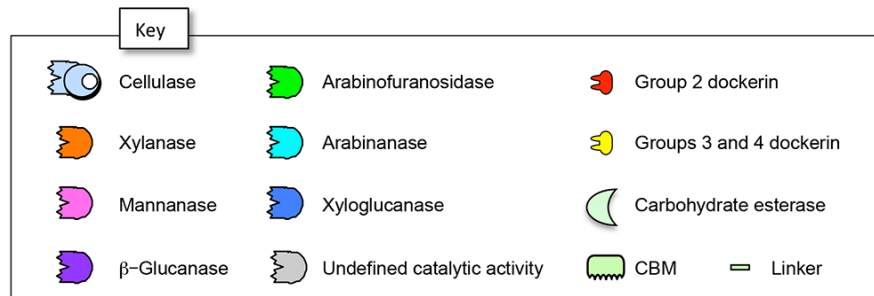 Key
Cellulase Arabinofuranosidase Group 2 dockerin
Xylanase Arabinanase Groups 3 and 4 dockerin
Mannanase Xyloglucanase Carbohydrate esterase
β−Glucanase Undefined catalytic activity CBM Linker